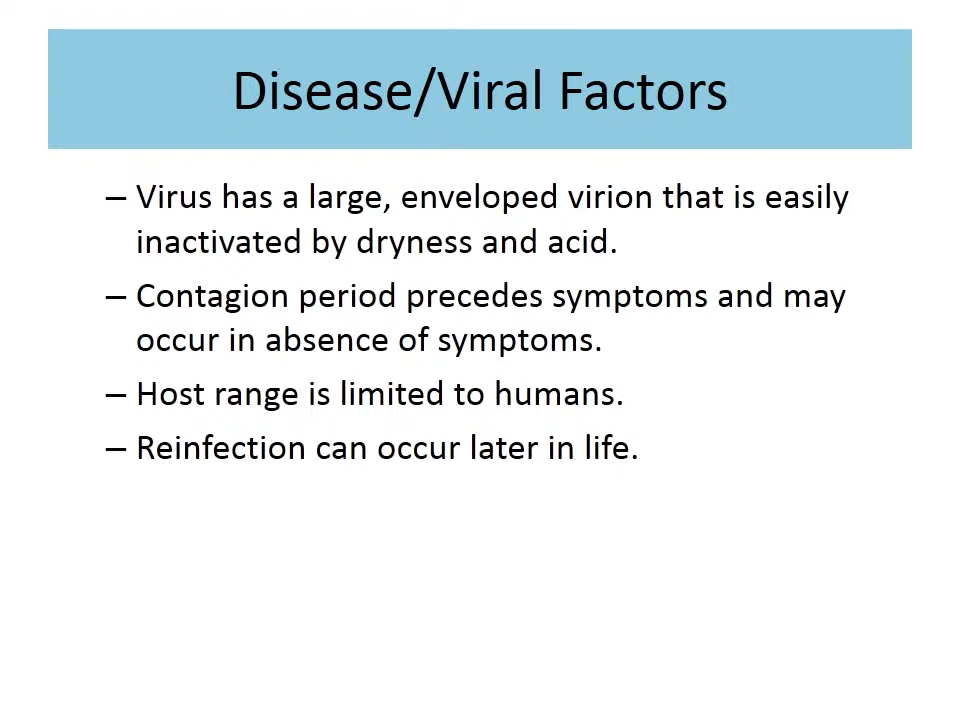 Disease/Viral Factors
– Virus has a large, enveloped virion that is easily
inactivated by dryness and acid.
– Contagion period precedes symptoms and may
occur in absence of symptoms.
– Host range is limited to humans.
– Reinfection can occur later in life.